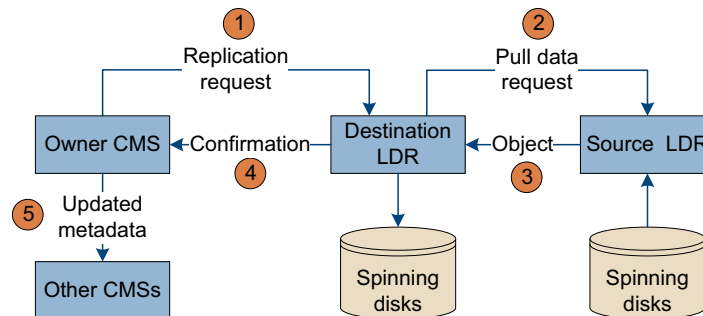 1
Replication
request
2
Pull data
request
Owner CMS
Confirmation
4
Destination
LDR
Object
3
Source LDR
5
Updated
metadata
Other CMSs
Spinning
disks
Spinning
disks